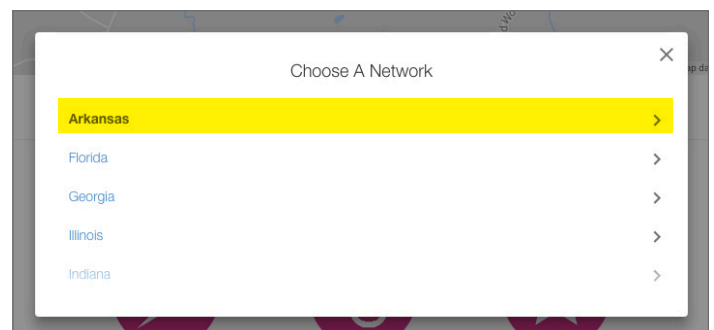 Choose A Network
Arkansas
Florida
Georgia
Illinois
Indiana